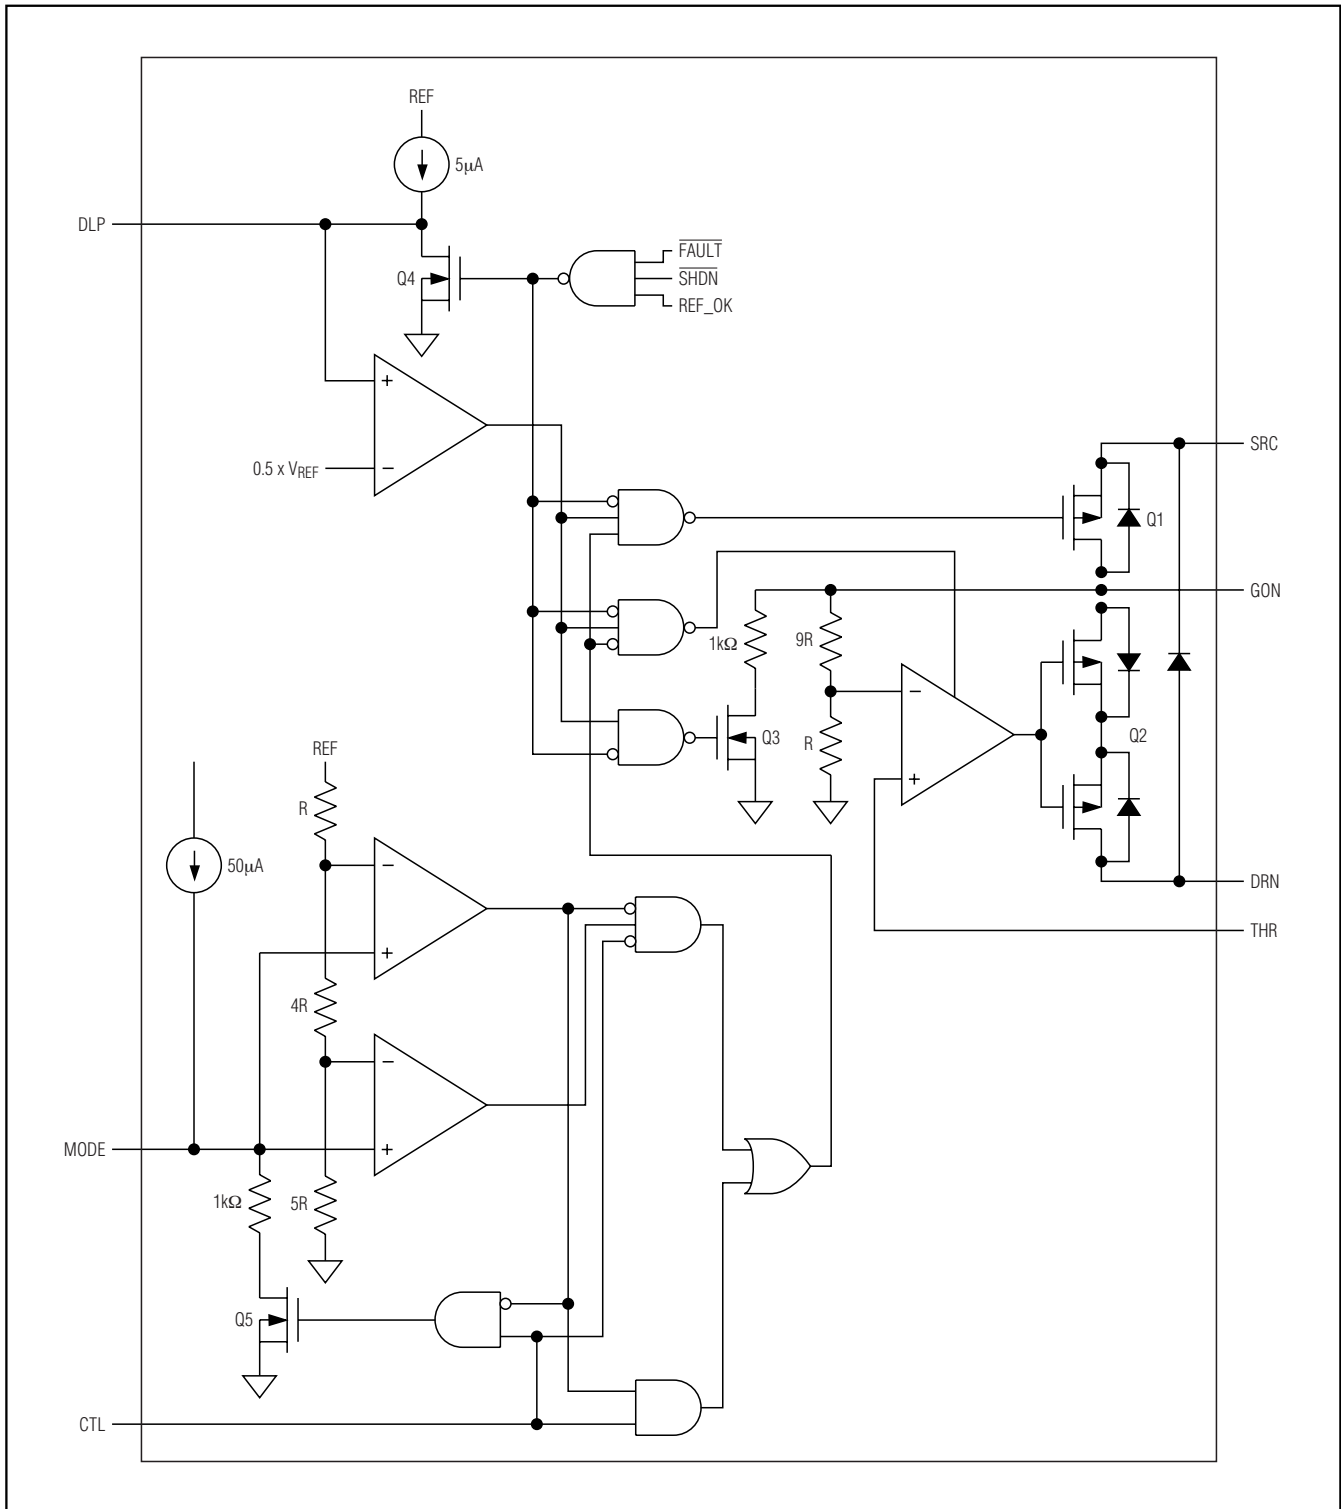 REF
5µA
DLP
FAULT
Q4
SHDN
REF_OK
+
0.5 x VREF
−
SRC
Q1
GON
1kΩ
9R
−
Q3
R
Q2
REF
+
R
50µA
−
DRN
THR
+
4R
−
MODE
+
1kΩ
5R
Q5
CTL